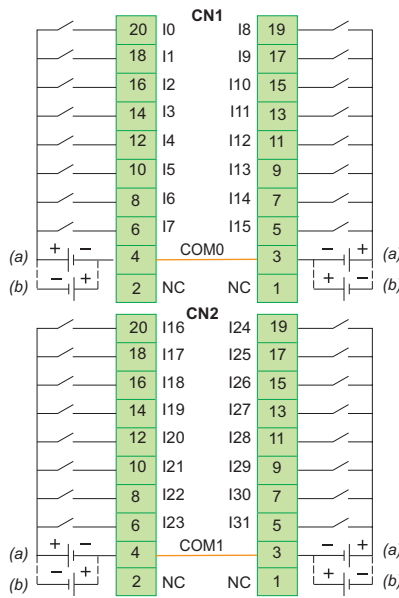 CN1
20 I0 I8 19
18 I1 I9 17
16 I2 I10 15
14 I3 I11 13
12 I4 I12 11
10 I5 I13 9
8 I6 I14 7
6 I7 I15 5
(a) + − 4 COM0 3 − + (a)
(b) − + 2 NC NC 1 + − (b)
CN2
20 I16 I24 19
18 I17 I25 17
16 I18 I26 15
14 I19 I27 13
12 I20 I28 11
10 I21 I29 9
8 I22 I30 7
6 I23 I31 5
(a) + − 4 COM1 3 − + (a)
(b) − + 2 NC NC 1 + − (b)